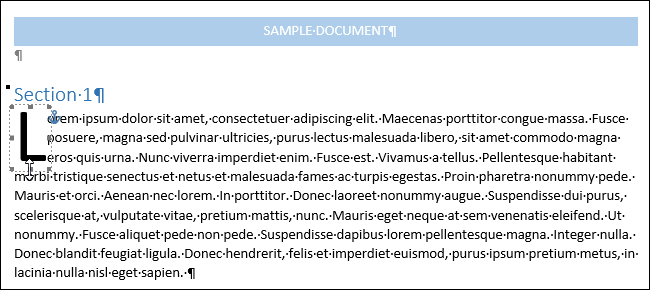 SAMPLE·DOCUMENT¶
¶
Section·1¶
Lorem·ipsum·dolor·sit·amet,·consectetuer·adipiscing·elit.·Maecenas·porttitor·congue·massa.·Fusce·
posuere,·magna·sed·pulvinar·ultricies,·purus·lectus·malesuada·libero,·sit·amet·commodo·magna·
eros·quis·urna.·Nunc·viverra·imperdiet·enim.·Fusce·est.·Vivamus·a·tellus.·Pellentesque·habitant·
morbi·tristique·senectus·et·netus·et·malesuada·fames·ac·turpis·egestas.·Proin·pharetra·nonummy·pede.·
Mauris·et·orci.·Aenean·nec·lorem.·In·porttitor.·Donec·laoreet·nonummy·augue.·Suspendisse·dui·purus,·
scelerisque·at,·vulputate·vitae,·pretium·mattis,·nunc.·Mauris·eget·neque·at·sem·venenatis·eleifend.·Ut·
nonummy.·Fusce·aliquet·pede·non·pede.·Suspendisse·dapibus·lorem·pellentesque·magna.·Integer·nulla.·
Donec·blandit·feugiat·ligula.·Donec·hendrerit,·felis·et·imperdiet·euismod,·purus·ipsum·pretium·metus,·in·
lacinia·nulla·nisl·eget·sapien.·¶